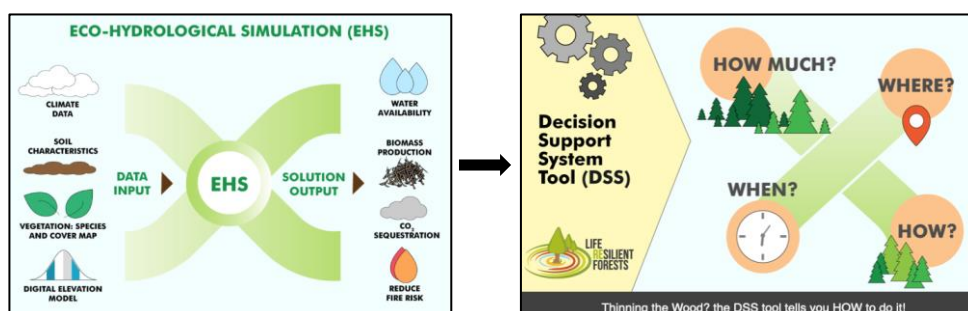 ECO-HYDROLOGICAL SIMULATION (EHS)
CLIMATE
DATA
SOIL
CHARACTERISTICS
VEGETATION: SPECIES
AND COVER MAP
DIGITAL ELEVATION
MODEL
DATA
INPUT
EHS
SOLUTION
OUTPUT
WATER
AVAILABILITY
BIOMASS
PRODUCTION
CO2
SEQUESTRATION
REDUCE
FIRE RISK
Decision
Support
System
Tool (DSS)
LIFE
RESILIENT
FORESTS
HOW MUCH?
WHERE?
WHEN?
HOW?
Thinning the Wood? the DSS tool tells you HOW to do it!